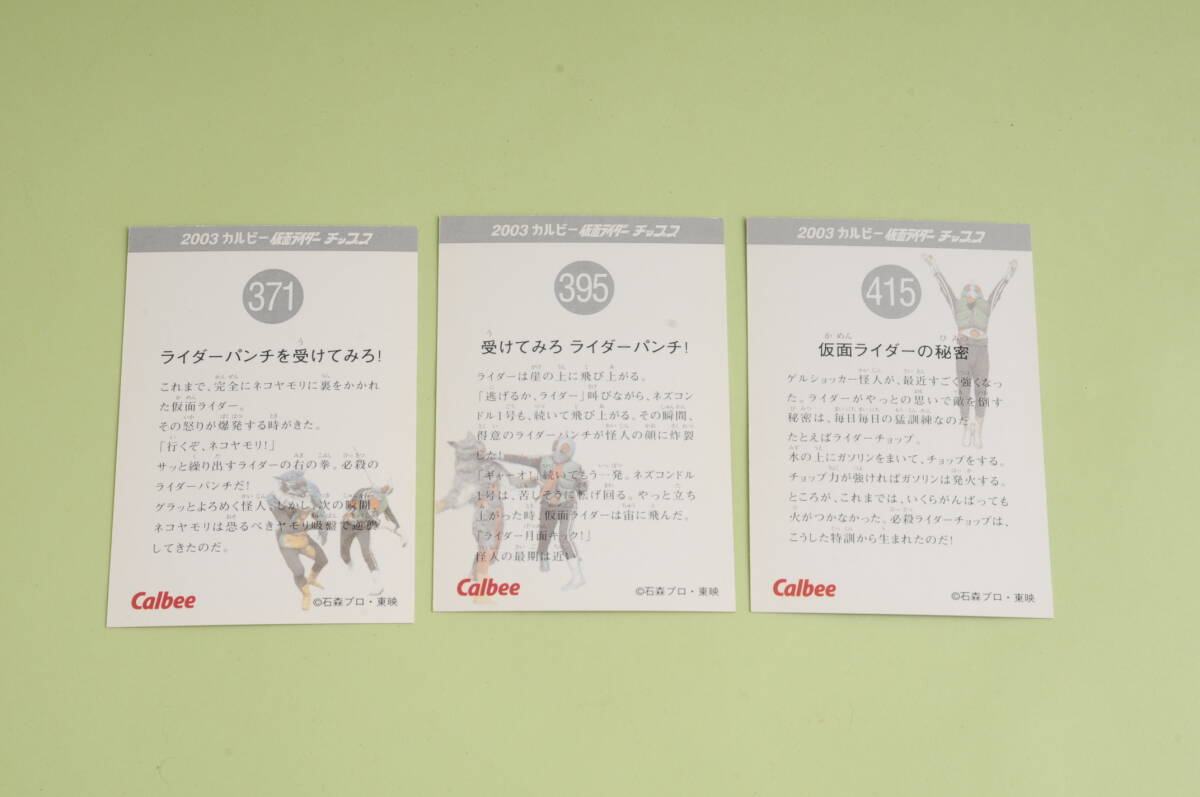 2003 カルビー 仮面ライダー チップス
371
ライダーパンチを受けてみろ!
これまで、完全にネコヤモリに裏をかかれ
た仮面ライダー。
その怒りが爆発する時がきた。
「行くぞ、ネコヤモリ!」
サッと繰り出すライダーの右の拳。必殺の
ライダーパンチだ!
グラッとよろめく怪人。しかし、次の瞬間、
ネコヤモリは恐るべきヤモリ吸盤で逆襲
してきたのだ。
Calbee
©石森プロ・東映
2003 カルビー 仮面ライダー チップス
395
受けてみろ ライダーパンチ!
ライダーは崖の上に飛び上がる。
「逃げるか、ライダー」叫びながら、ネズコン
ドル1号も、続いて飛び上がる。その瞬間、
得意のライダーパンチが怪人の顔に炸裂
した!
「ギャーオ!」続いてもう一発。ネズコンドル
1号は、苦しそうに転げ回る。やっと立ち
上がった時、仮面ライダーは宙に飛んだ。
「ライダー月面キック!」
怪人の最期は近い。
Calbee
©石森プロ・東映
2003 カルビー 仮面ライダー チップス
415
仮面ライダーの秘密
ゲルショッカー怪人が、最近すごく強くなっ
た。ライダーがやっとの思いで敵を倒す
秘密は、毎日毎日の猛訓練なのだ。
たとえばライダーチョップ。
水の上にガソリンをまいて、チョップをする。
チョップ力が強ければガソリンは発火する。
ところが、これまでは、いくらがんばっても
火がつかなかった。必殺ライダーチョップは、
こうした特訓から生まれたのだ!
Calbee
©石森プロ・東映